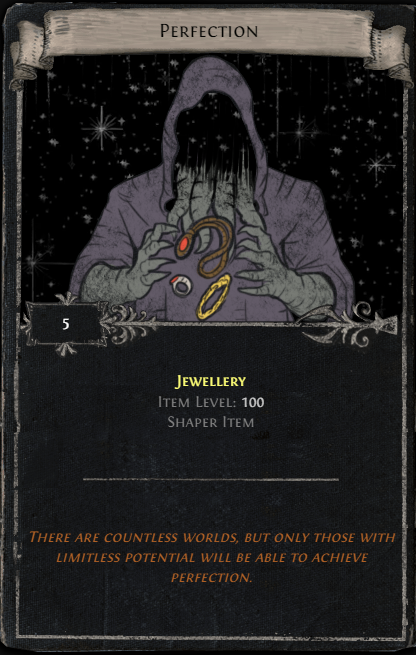 Perfection
5
Jewellery
Item Level: 100
Shaper Item
There are countless worlds, but only those with
limitless potential will be able to achieve
perfection.